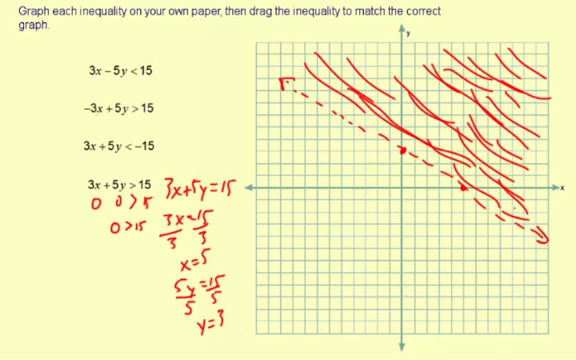 Graph each inequality on your own paper, then drag the inequality to match the correct
graph.
y
3x − 5y < 15
−3x + 5y > 15
3x + 5y < −15
3x + 5y > 15
3x+5y=15
x
0 0 > 15
0 > 15
3x = 15
3 3
x = 5
5y = 15
5 5
y = 3